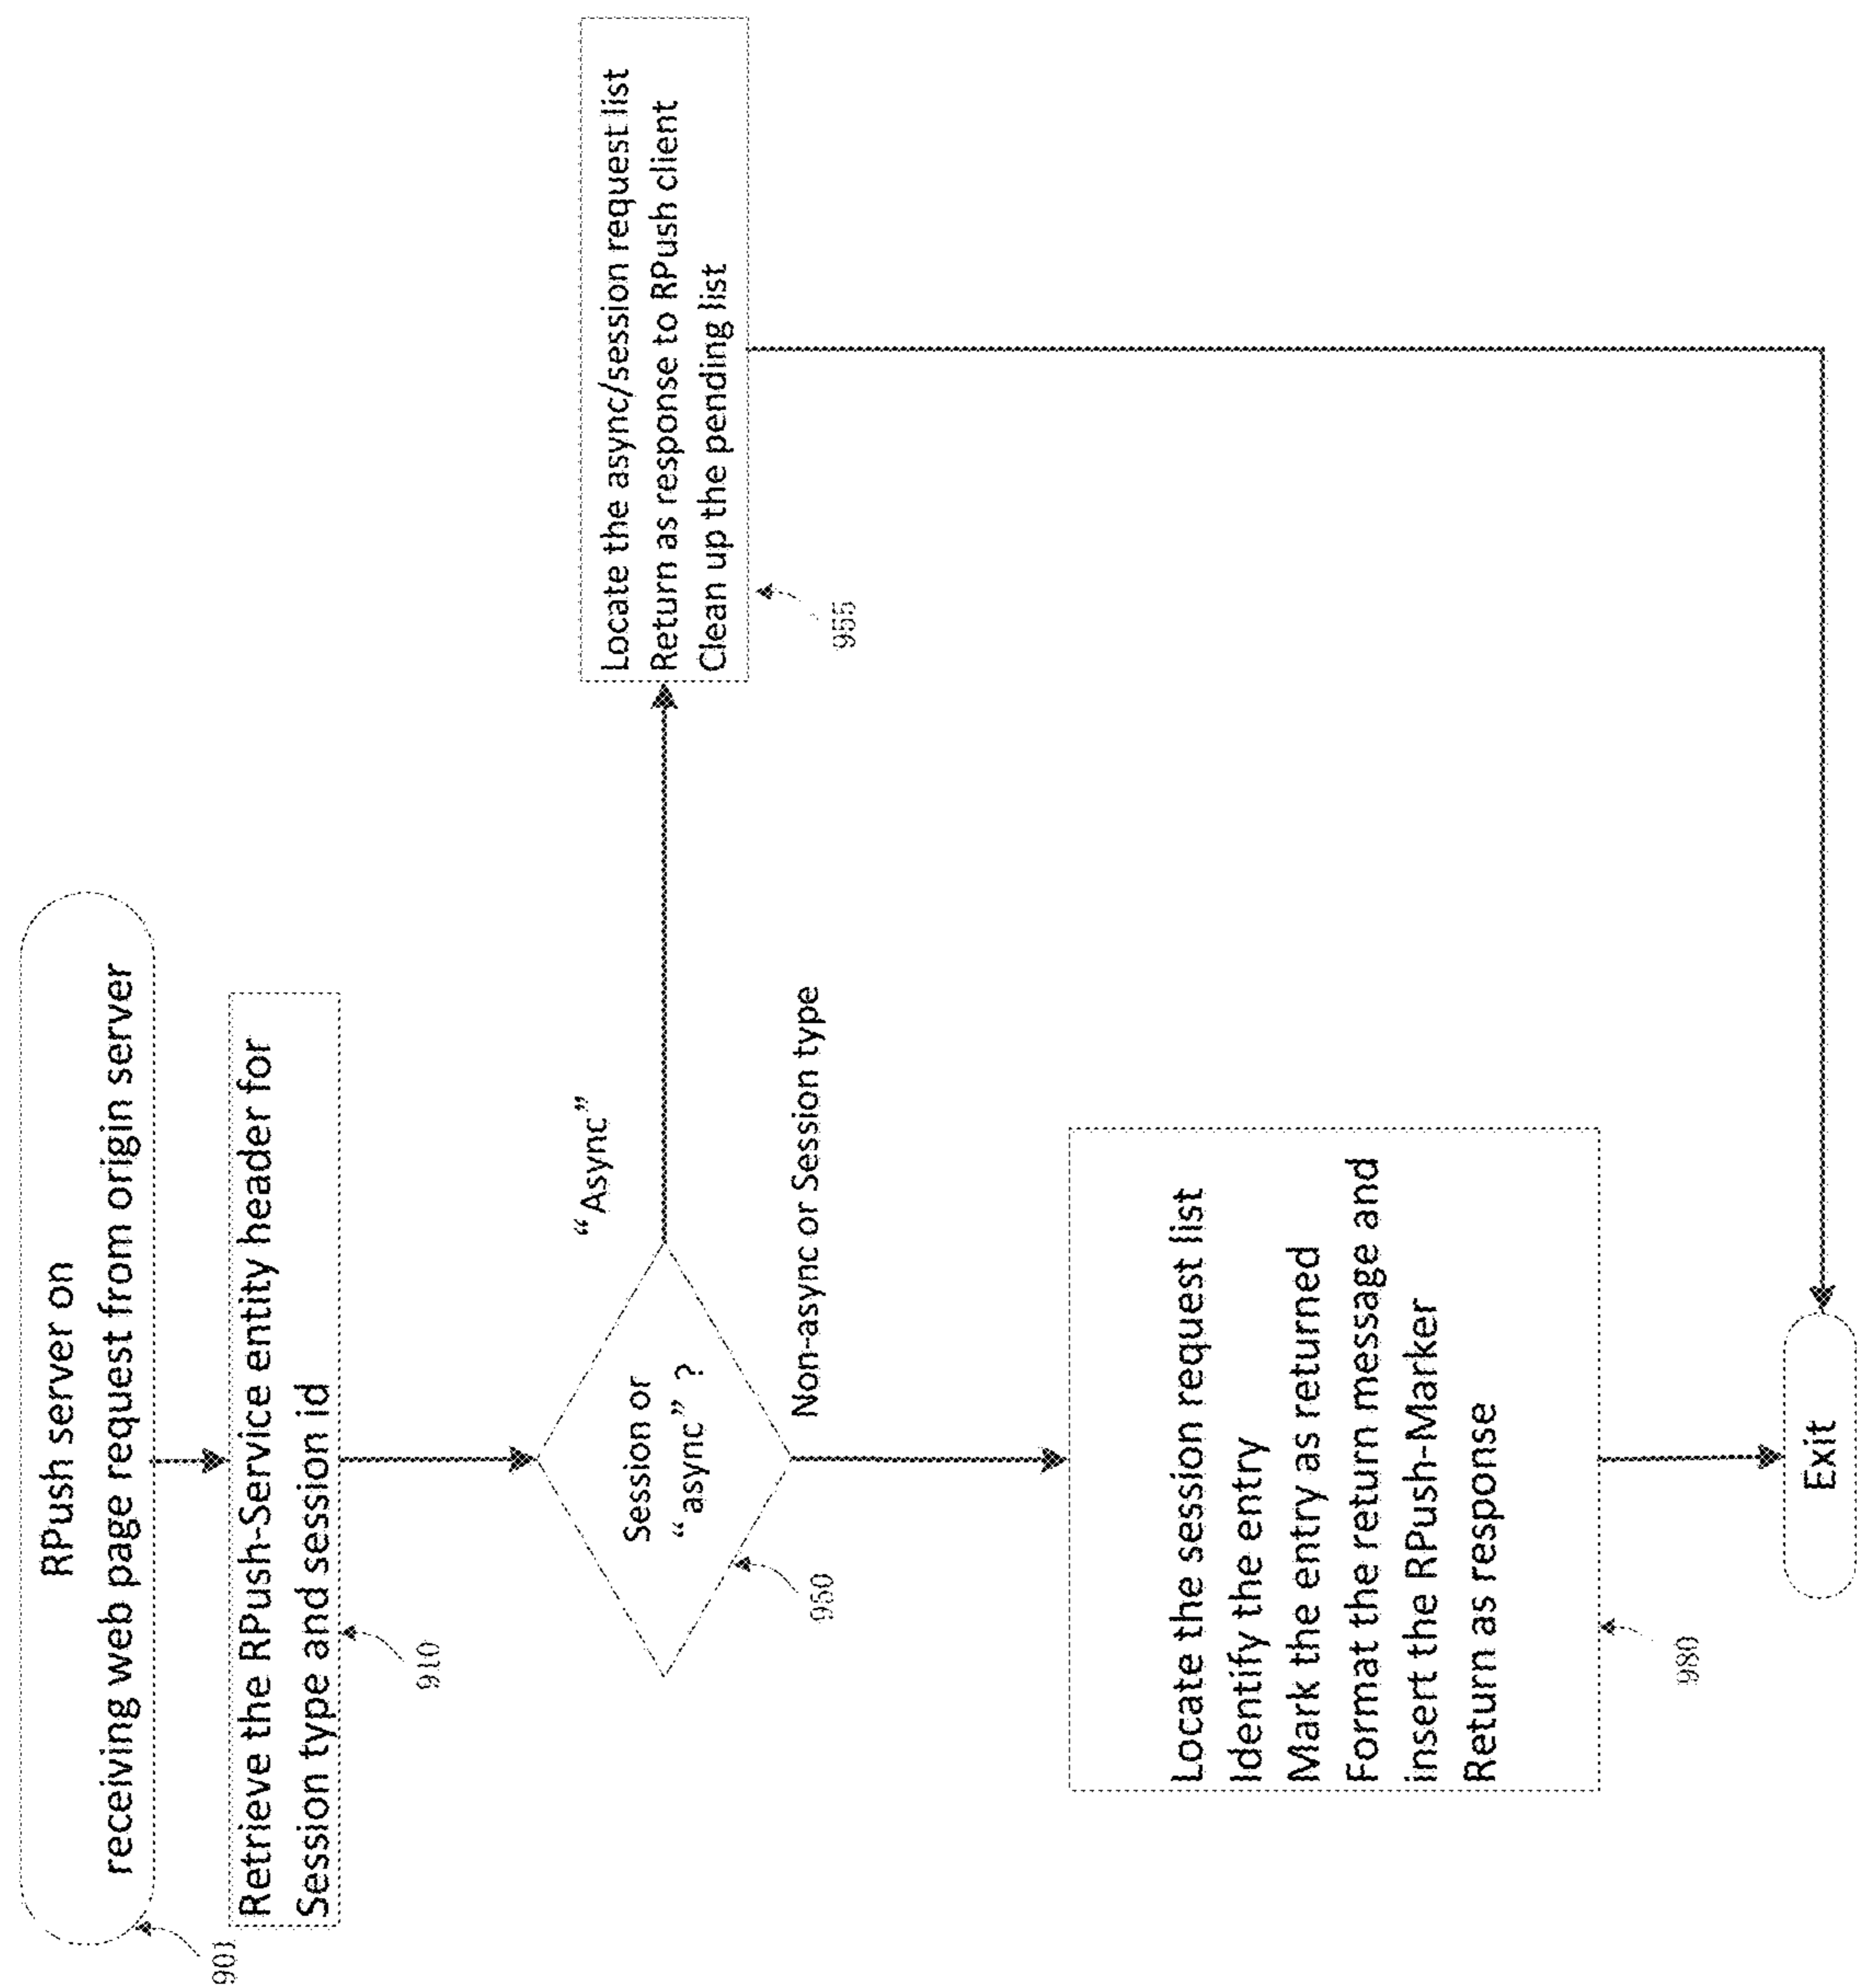 RPush server on
receiving web page request from origin server
901
Retrieve the RPush-Service entity header for
Session type and session id
910
Session or
“async” ?
950
“Async”
Locate the async/session request list
Return as response to RPush client
Clean up the pending list
955
Non-async or Session type
Locate the session request list
Identify the entry
Mark the entry as returned
Format the return message and
insert the RPush-Marker
Return as response
980
Exit